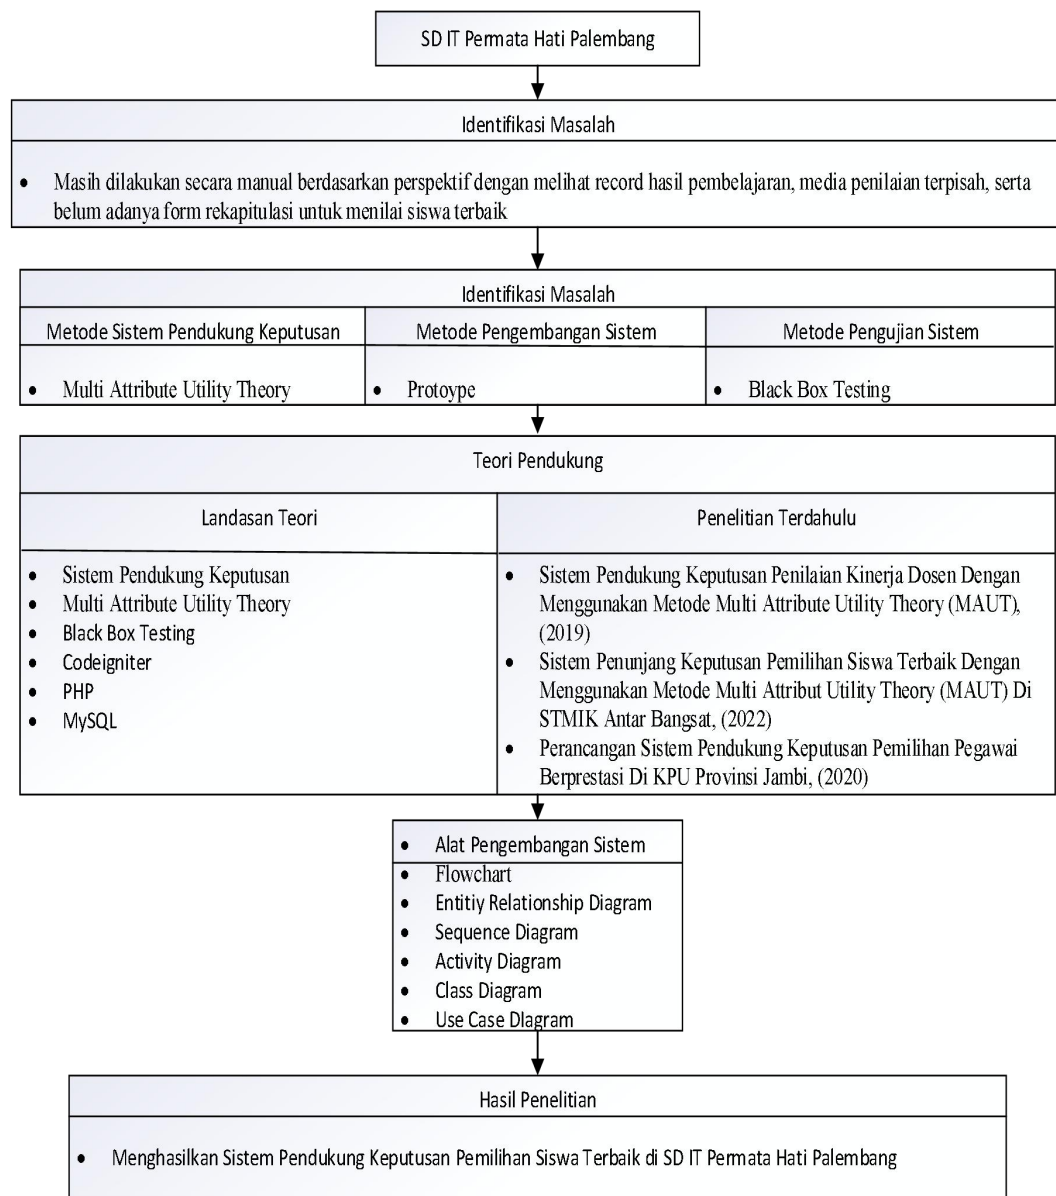 SD IT Permata Hati Palembang
Identifikasi Masalah
• Masih dilakukan secara manual berdasarkan perspektif dengan melihat record hasil pembelajaran, media penilaian terpisah, serta
belum adanya form rekapitulasi untuk menilai siswa terbaik
Identifikasi Masalah
Metode Sistem Pendukung Keputusan
• Multi Attribute Utility Theory
Metode Pengembangan Sistem
• Protoype
Metode Pengujian Sistem
• Black Box Testing
Teori Pendukung
Landasan Teori
• Sistem Pendukung Keputusan
• Multi Attribute Utility Theory
• Black Box Testing
• Codeigniter
• PHP
• MySQL
Penelitian Terdahulu
• Sistem Pendukung Keputusan Penilaian Kinerja Dosen Dengan
Menggunakan Metode Multi Attribute Utility Theory (MAUT),
(2019)
• Sistem Penunjang Keputusan Pemilihan Siswa Terbaik Dengan
Menggunakan Metode Multi Attribut Utility Theory (MAUT) Di
STMIK Antar Bangsat, (2022)
• Perancangan Sistem Pendukung Keputusan Pemilihan Pegawai
Berprestasi Di KPU Provinsi Jambi, (2020)
• Alat Pengembangan Sistem
• Flowchart
• Entitiy Relationship Diagram
• Sequence Diagram
• Activity Diagram
• Class Diagram
• Use Case DIagram
Hasil Penelitian
• Menghasilkan Sistem Pendukung Keputusan Pemilihan Siswa Terbaik di SD IT Permata Hati Palembang